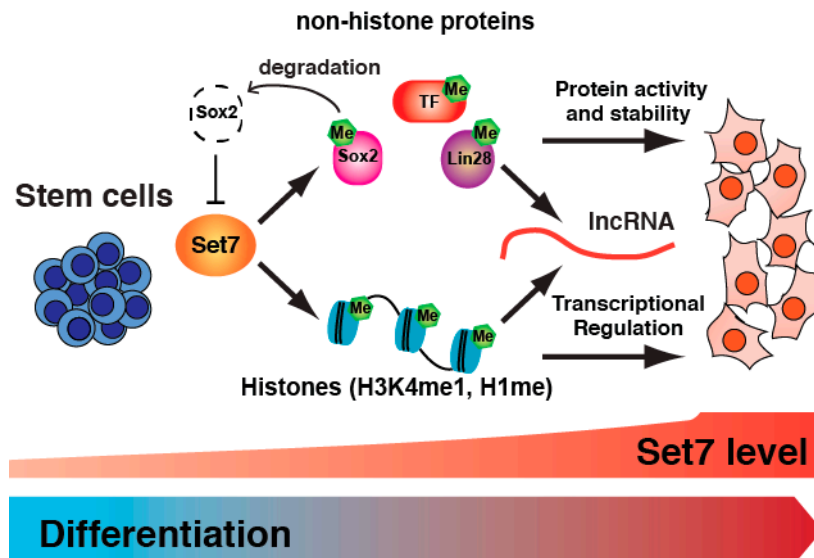 non-histone proteins
degradation
Sox2
Me
Sox2
Me
TF
Me
Lin28
Protein activity
and stability
Stem cells
Set7
lncRNA
Me
Me
Me
Transcriptional
Regulation
Histones (H3K4me1, H1me)
Set7 level
Differentiation